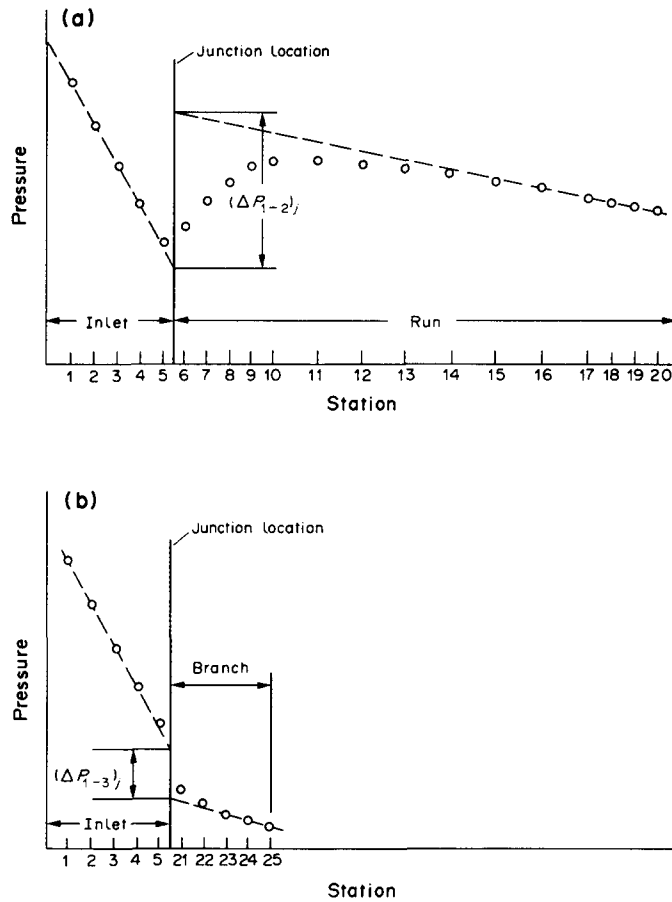 (a)
Junction location
Pressure
(ΔP₁₋₂)ⱼ
Inlet
Run
1 2 3 4 5 6 7 8 9 10 11 12 13 14 15 16 17 18 19 20
Station
(b)
Junction location
Pressure
Branch
(ΔP₁₋₃)ⱼ
Inlet
1 2 3 4 5 21 22 23 24 25
Station